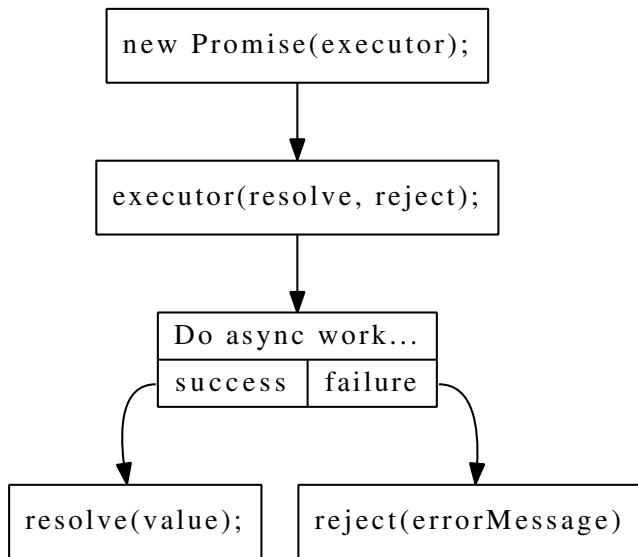 new Promise(executor);
executor(resolve, reject);
Do async work...
success failure
resolve(value); reject(errorMessage)